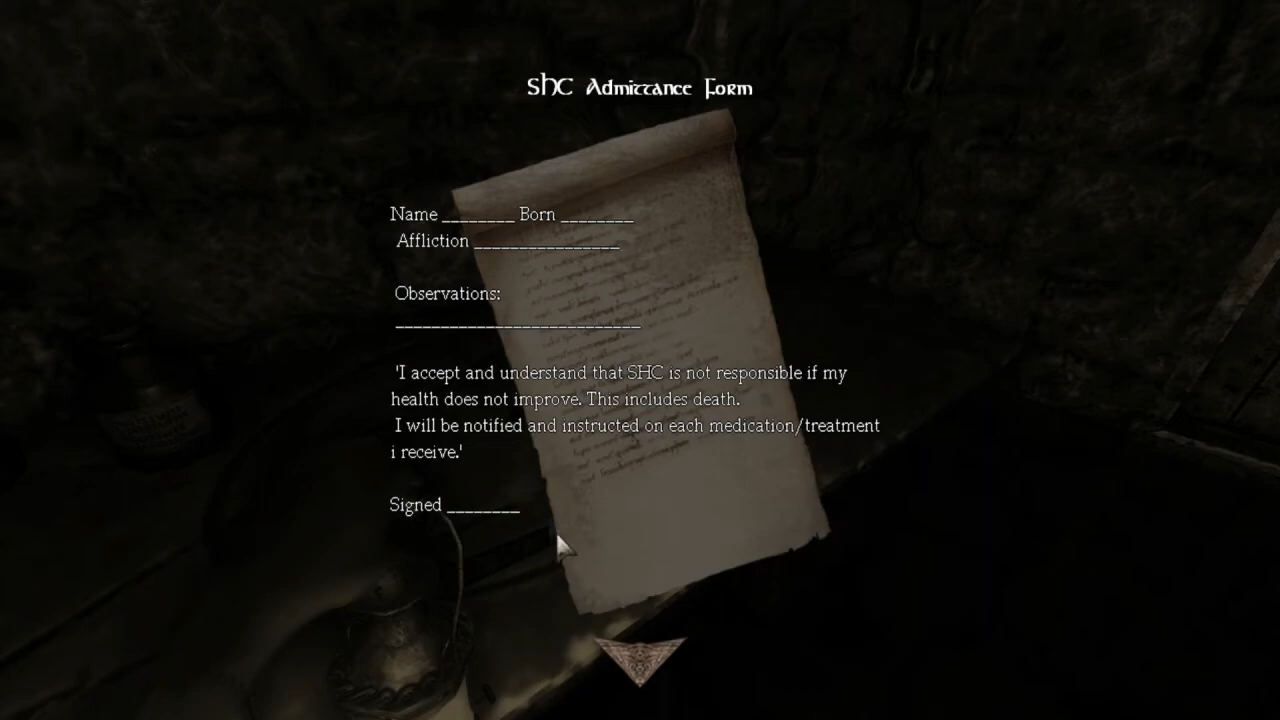 SHC Admittance Form
Name ________ Born ________
Affliction ________________
Observations:
___________________________
'I accept and understand that SHC is not responsible if my
health does not improve. This includes death.
I will be notified and instructed on each medication/treatment
i receive.'
Signed ________